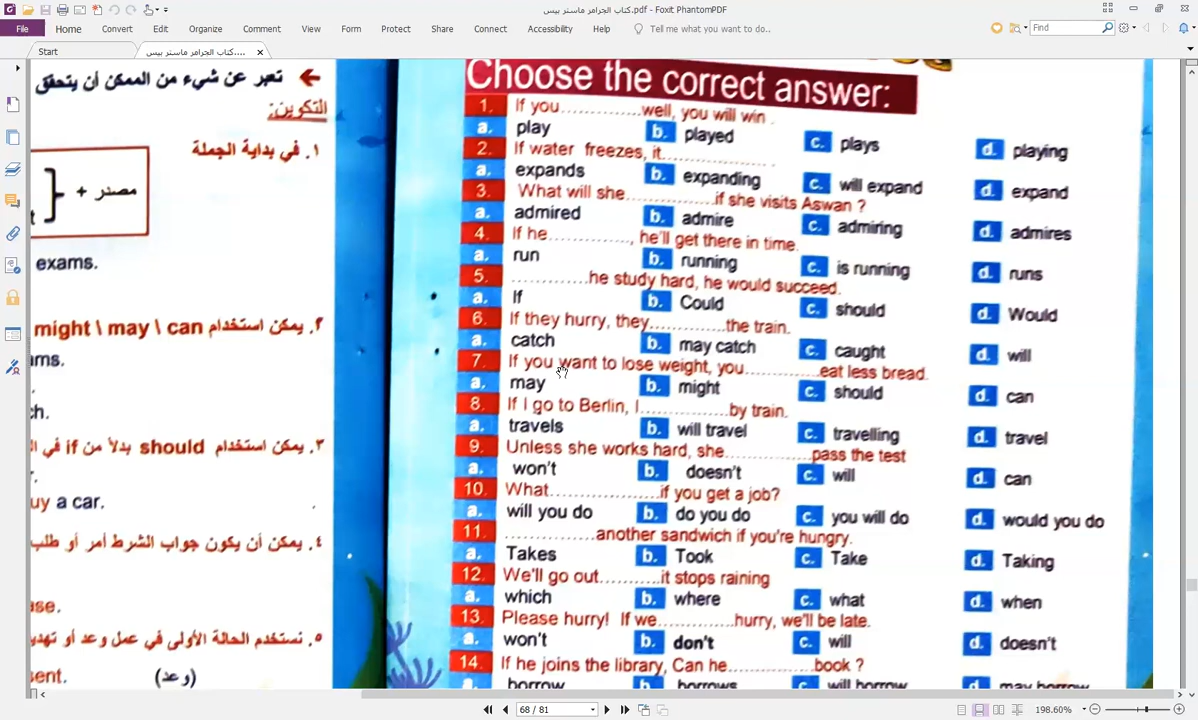 كتاب الجرامر ماستر بيس.pdf - Foxit PhantomPDF
File Home Convert Edit Organize Comment View Form Protect Share Connect Accessibility Help Tell me what you want to do... Find
Start كتاب الجرامر ماستر بيس....
تعبر عن شيء من الممكن أن يتحقق
التكوين:
١. في بداية الجملة
مصدر +
t
exams.
٢. يمكن استخدام might \ may \ can
ams.
ch.
٣. يمكن استخدام should بدلاً من if في
r.
uy a car.
٤. يمكن أن يكون جواب الشرط أمر أو طلب
ase.
٥. نستخدم الحالة الأولى في عمل وعد أو تهديد
sent. (وعد)
Choose the correct answer:
1. If you............well, you will win .
a. play b. played c. plays d. playing
2. If water freezes, it................
a. expands b. expanding c. will expand d. expand
3. What will she.............if she visits Aswan ?
a. admired b. admire c. admiring d. admires
4. If he............, he'll get there in time.
a. run b. running c. is running d. runs
5. ............he study hard, he would succeed.
a. If b. Could c. should d. Would
6. If they hurry, they............the train.
a. catch b. may catch c. caught d. will
7. If you want to lose weight, you............eat less bread.
a. may b. might c. should d. can
8. If I go to Berlin, I..............by train.
a. travels b. will travel c. travelling d. travel
9. Unless she works hard, she..............pass the test
a. won't b. doesn't c. will d. can
10. What.................if you get a job?
a. will you do b. do you do c. you will do d. would you do
11. .............another sandwich if you're hungry.
a. Takes b. Took c. Take d. Taking
12. We'll go out..........it stops raining
a. which b. where c. what d. when
13. Please hurry! If we............hurry, we'll be late.
a. won't b. don't c. will d. doesn't
14. If he joins the library, Can he..............book ?
a. borrow b. borrows c. will borrow d. may borrow
68 / 81 198.60%